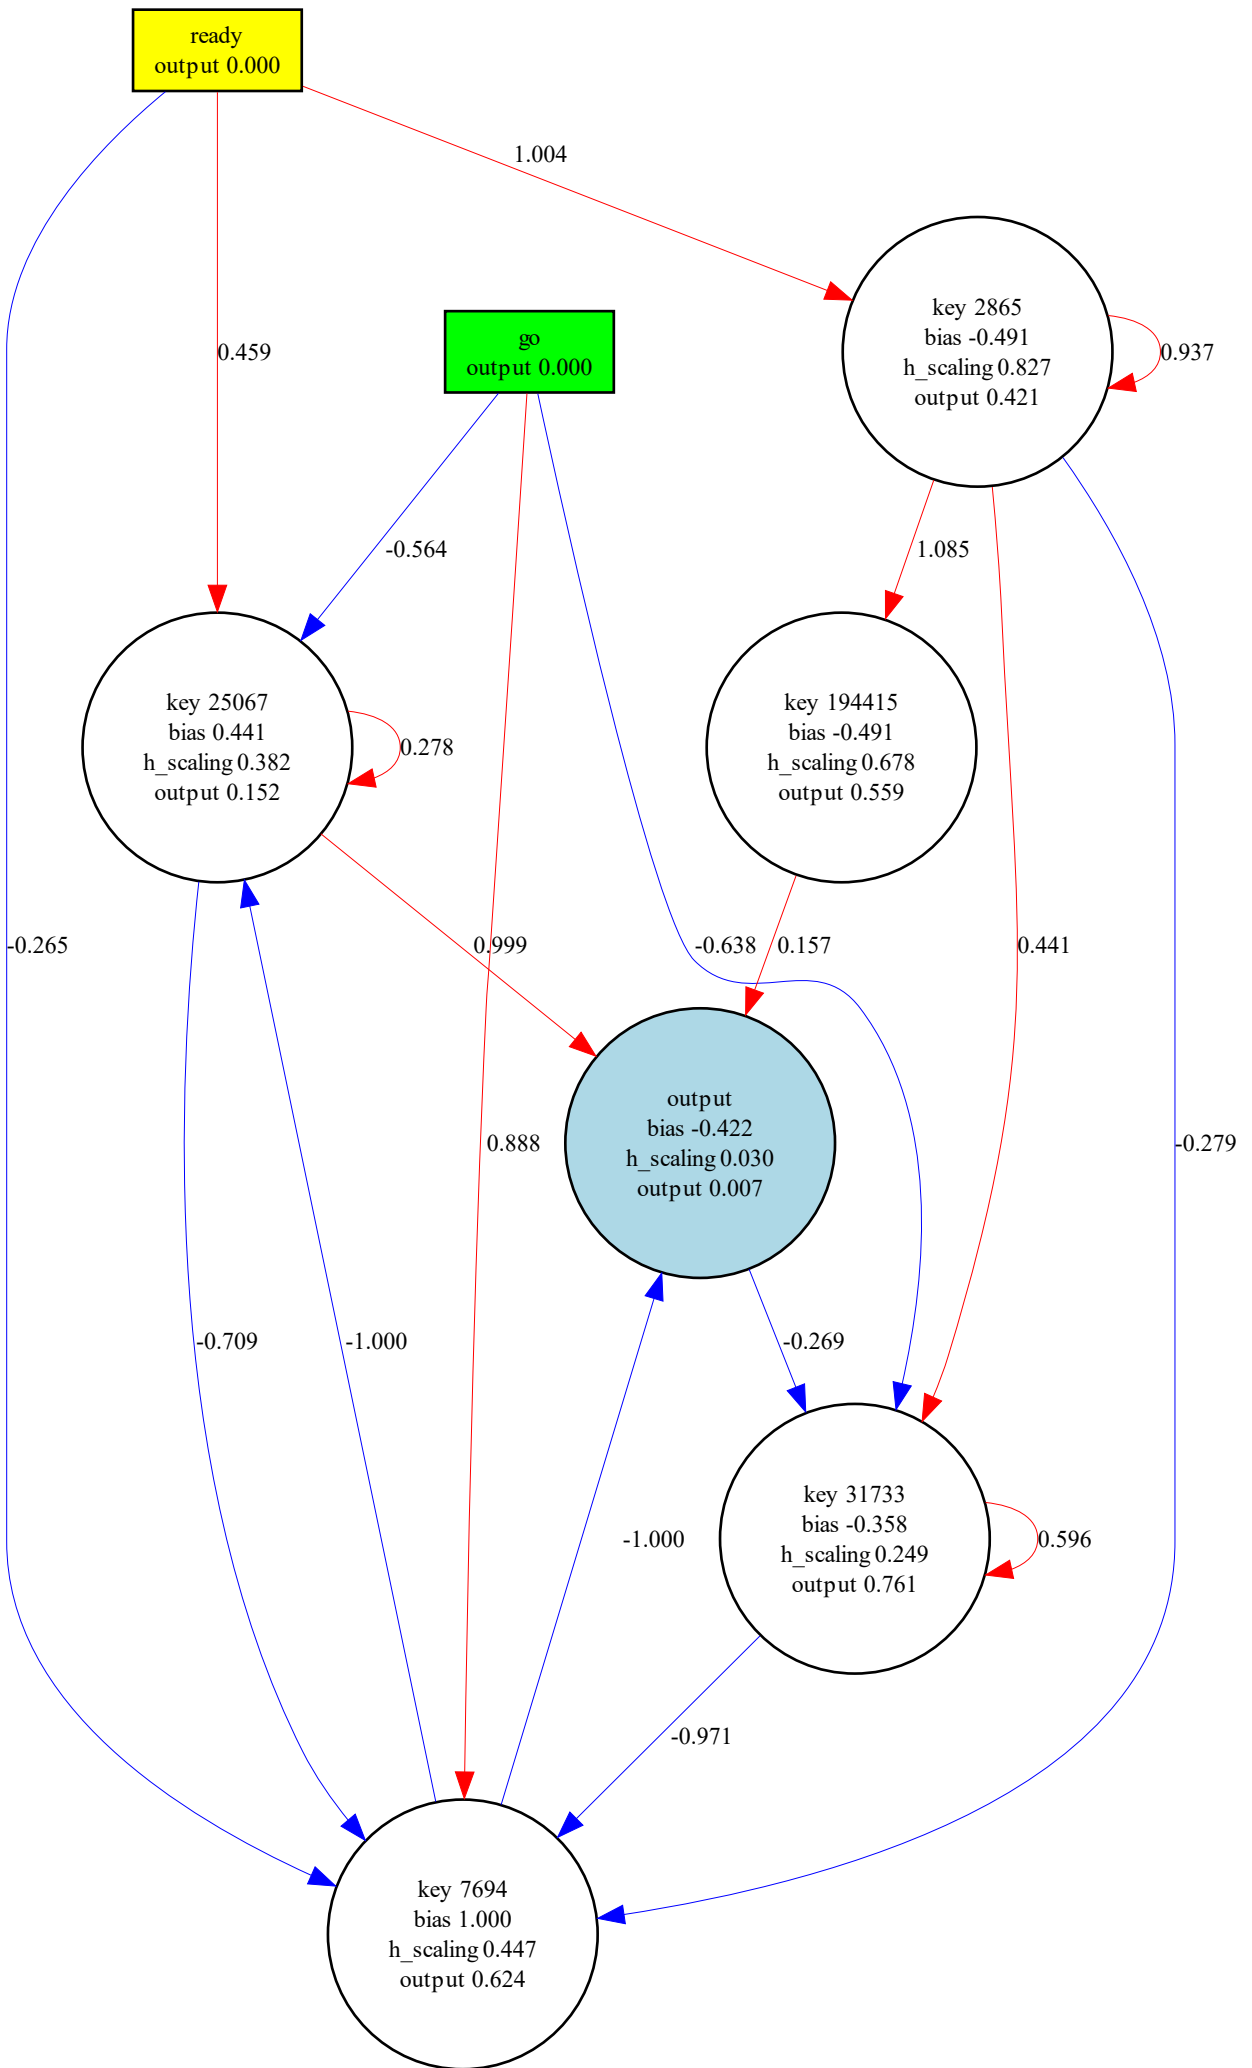 ready
output 0.000
1.004
go
output 0.000
key 2865
bias -0.491
h_scaling 0.827
output 0.421
0.937
0.459
-0.564
1.085
key 25067
bias 0.441
h_scaling 0.382
output 0.152
0.278
key 194415
bias -0.491
h_scaling 0.678
output 0.559
-0.265
0.999
-0.638
0.157
0.441
output
bias -0.422
h_scaling 0.030
output 0.007
0.888
-0.279
-0.709
-1.000
-0.269
key 31733
bias -0.358
h_scaling 0.249
output 0.761
0.596
-1.000
-0.971
key 7694
bias 1.000
h_scaling 0.447
output 0.624